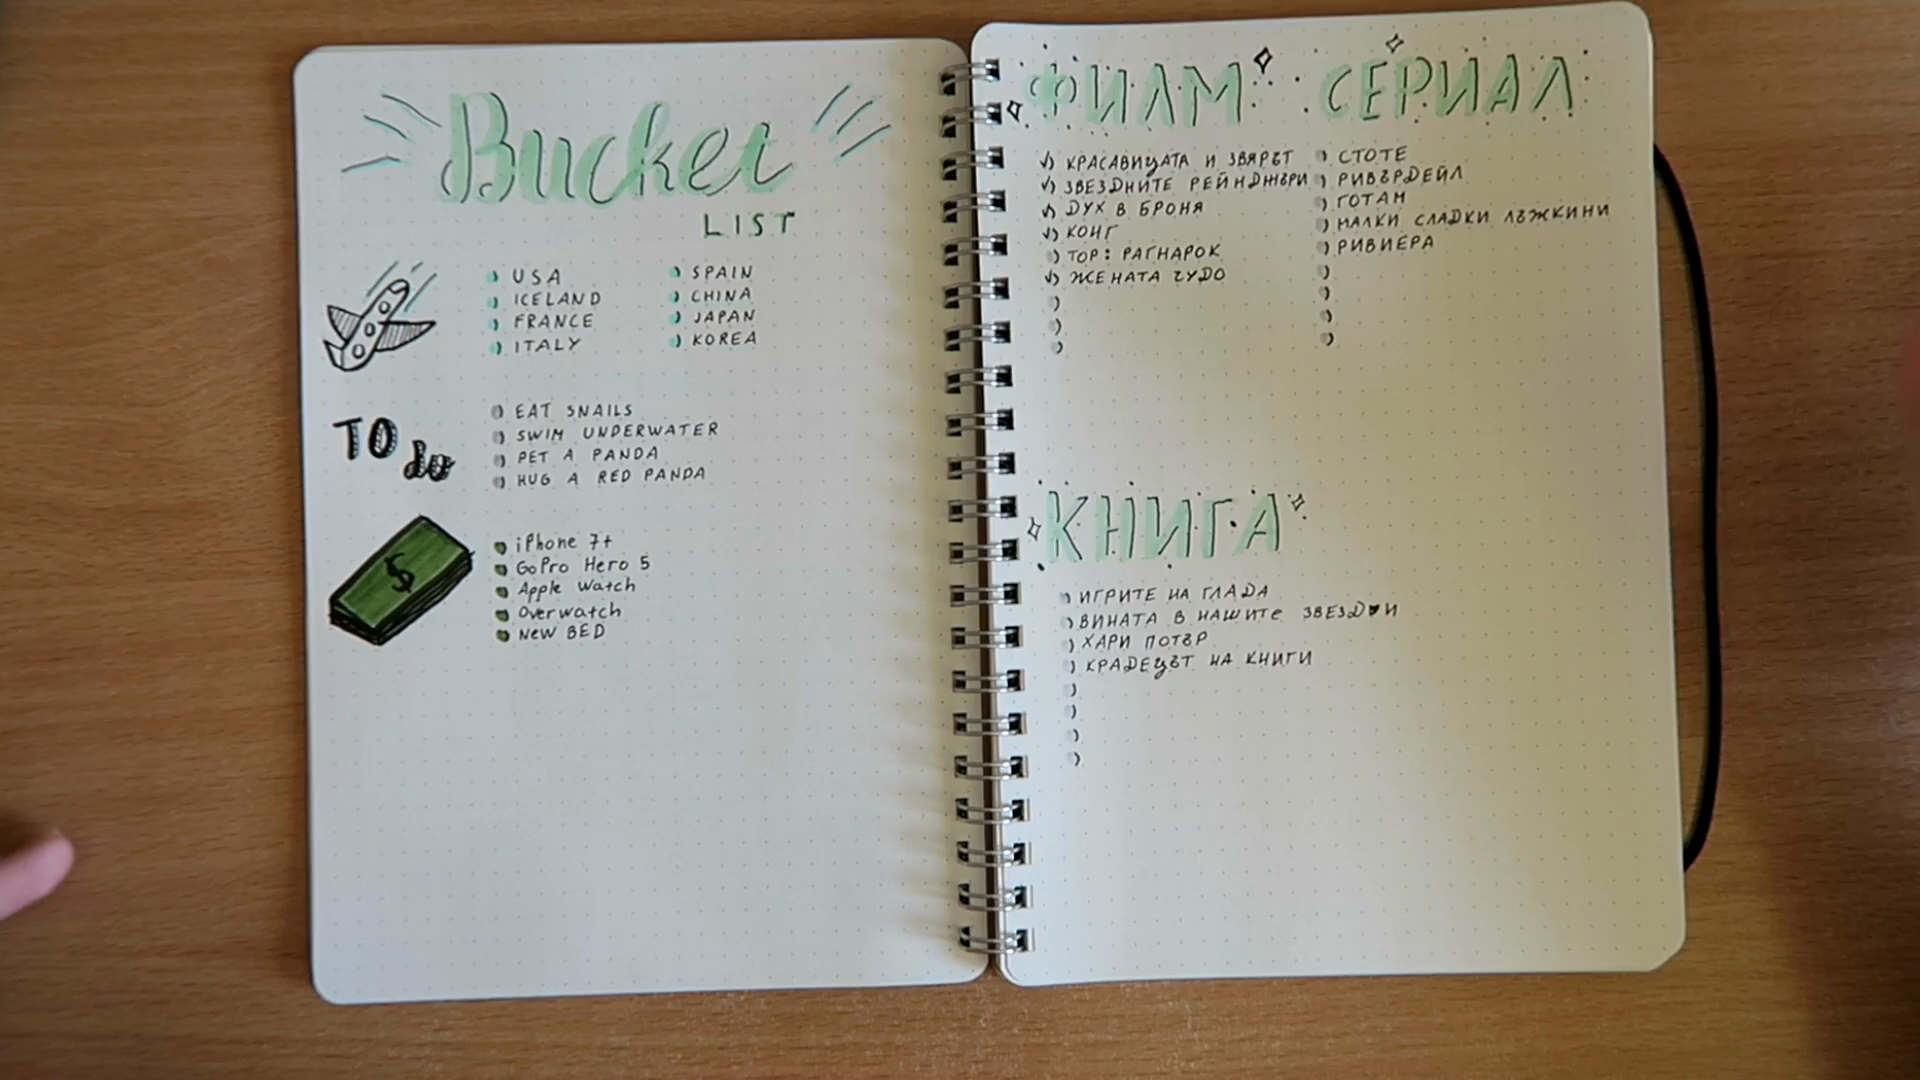 Bucket
LIST
USA
ICELAND
FRANCE
ITALY
SPAIN
CHINA
JAPAN
KOREA
TO do
EAT SNAILS
SWIM UNDERWATER
PET A PANDA
HUG A RED PANDA
$
iPhone 7+
GoPro Hero 5
Apple Watch
Overwatch
NEW BED
ФИЛМ
КРАСАВИЦАТА И ЗВЯРЪТ
ЗВЕЗДНИТЕ РЕЙНДЖЪРИ
ДУХ В БРОНЯ
КОНГ
ТОР: РАГНАРОК
ЖЕНАТА ЧУДО
СЕРИАЛ
СТОТЕ
РИВЪРДЕЙЛ
ГОТАМ
МАЛКИ СЛАДКИ ЛЪЖКИНИ
РИВИЕРА
КНИГА
ИГРИТЕ НА ГЛАДА
ВИНАТА В НАШИТЕ ЗВЕЗДИ
ХАРИ ПОТЪР
КРАДЕЦЪТ НА КНИГИ